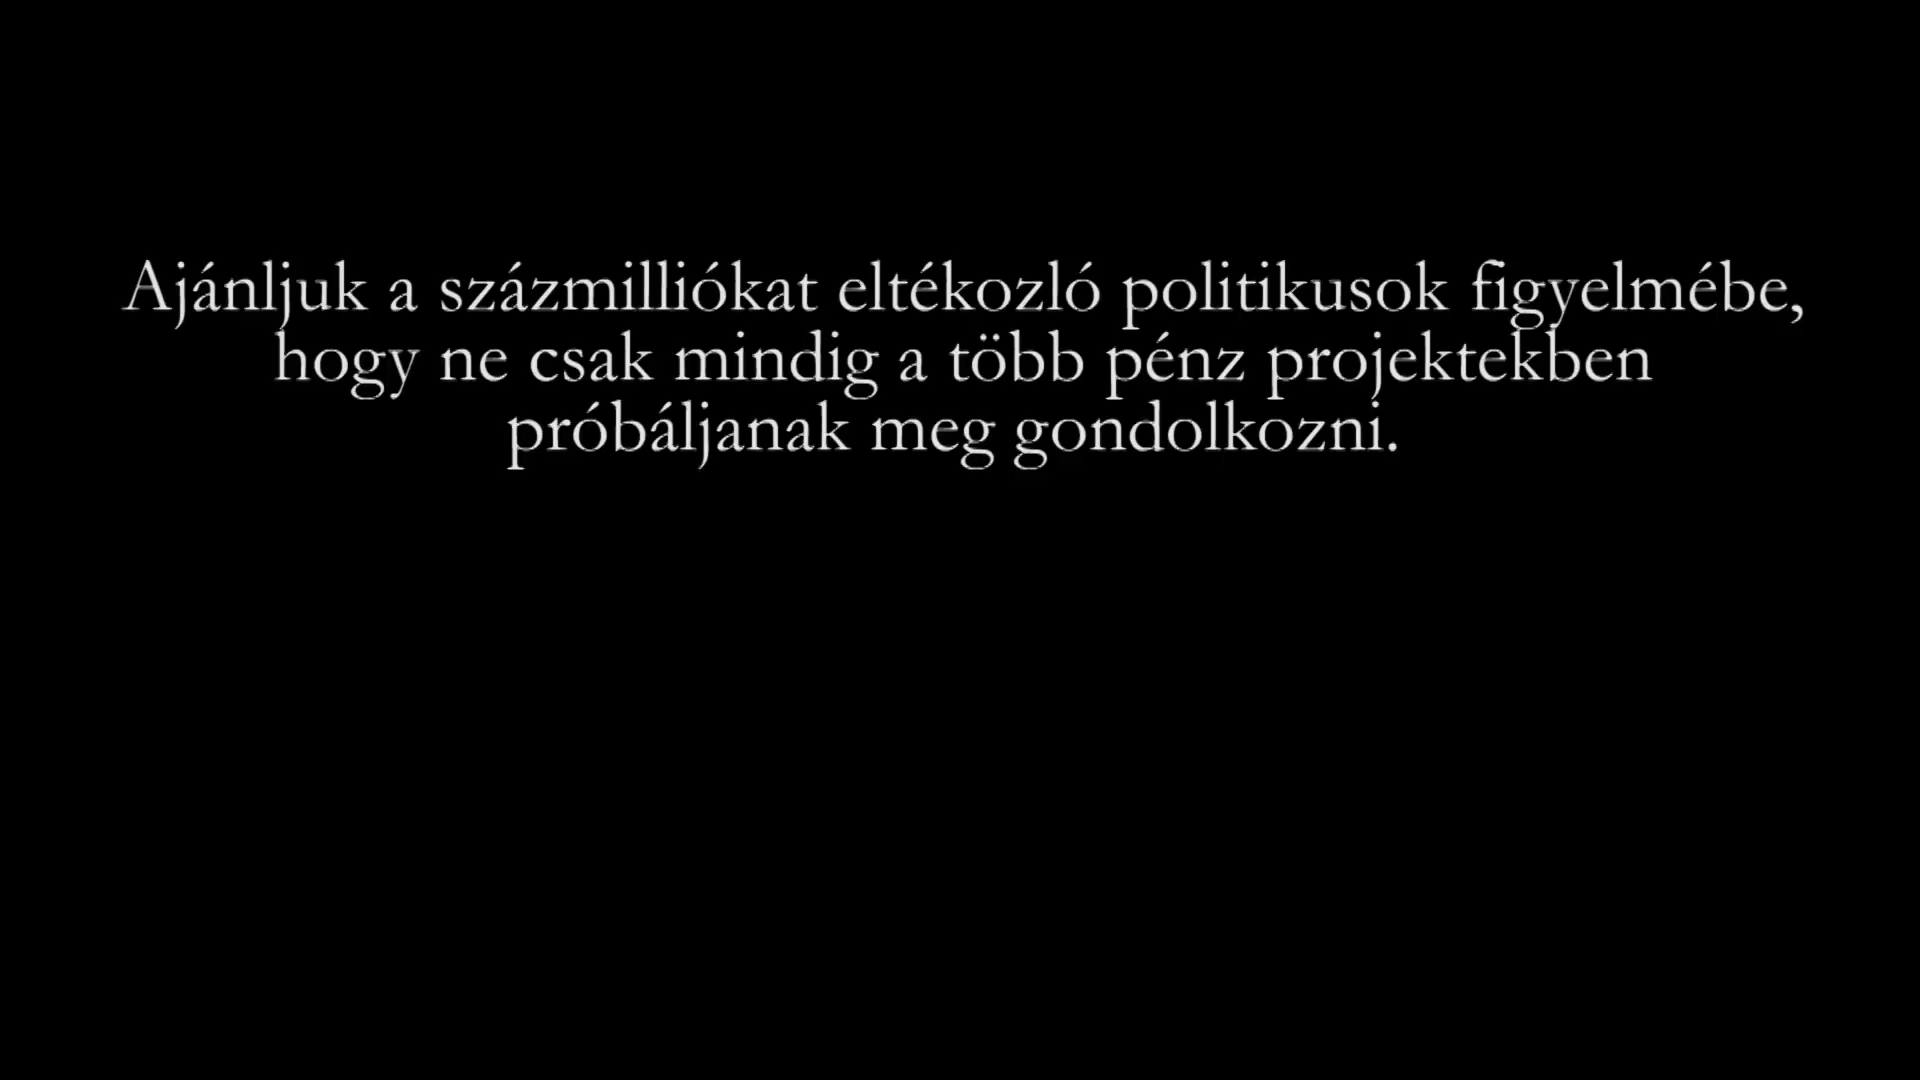 Ajánljuk a százmilliókat eltékozló politikusok figyelmébe,
hogy ne csak mindig a több pénz projektekben
próbáljanak meg gondolkozni.